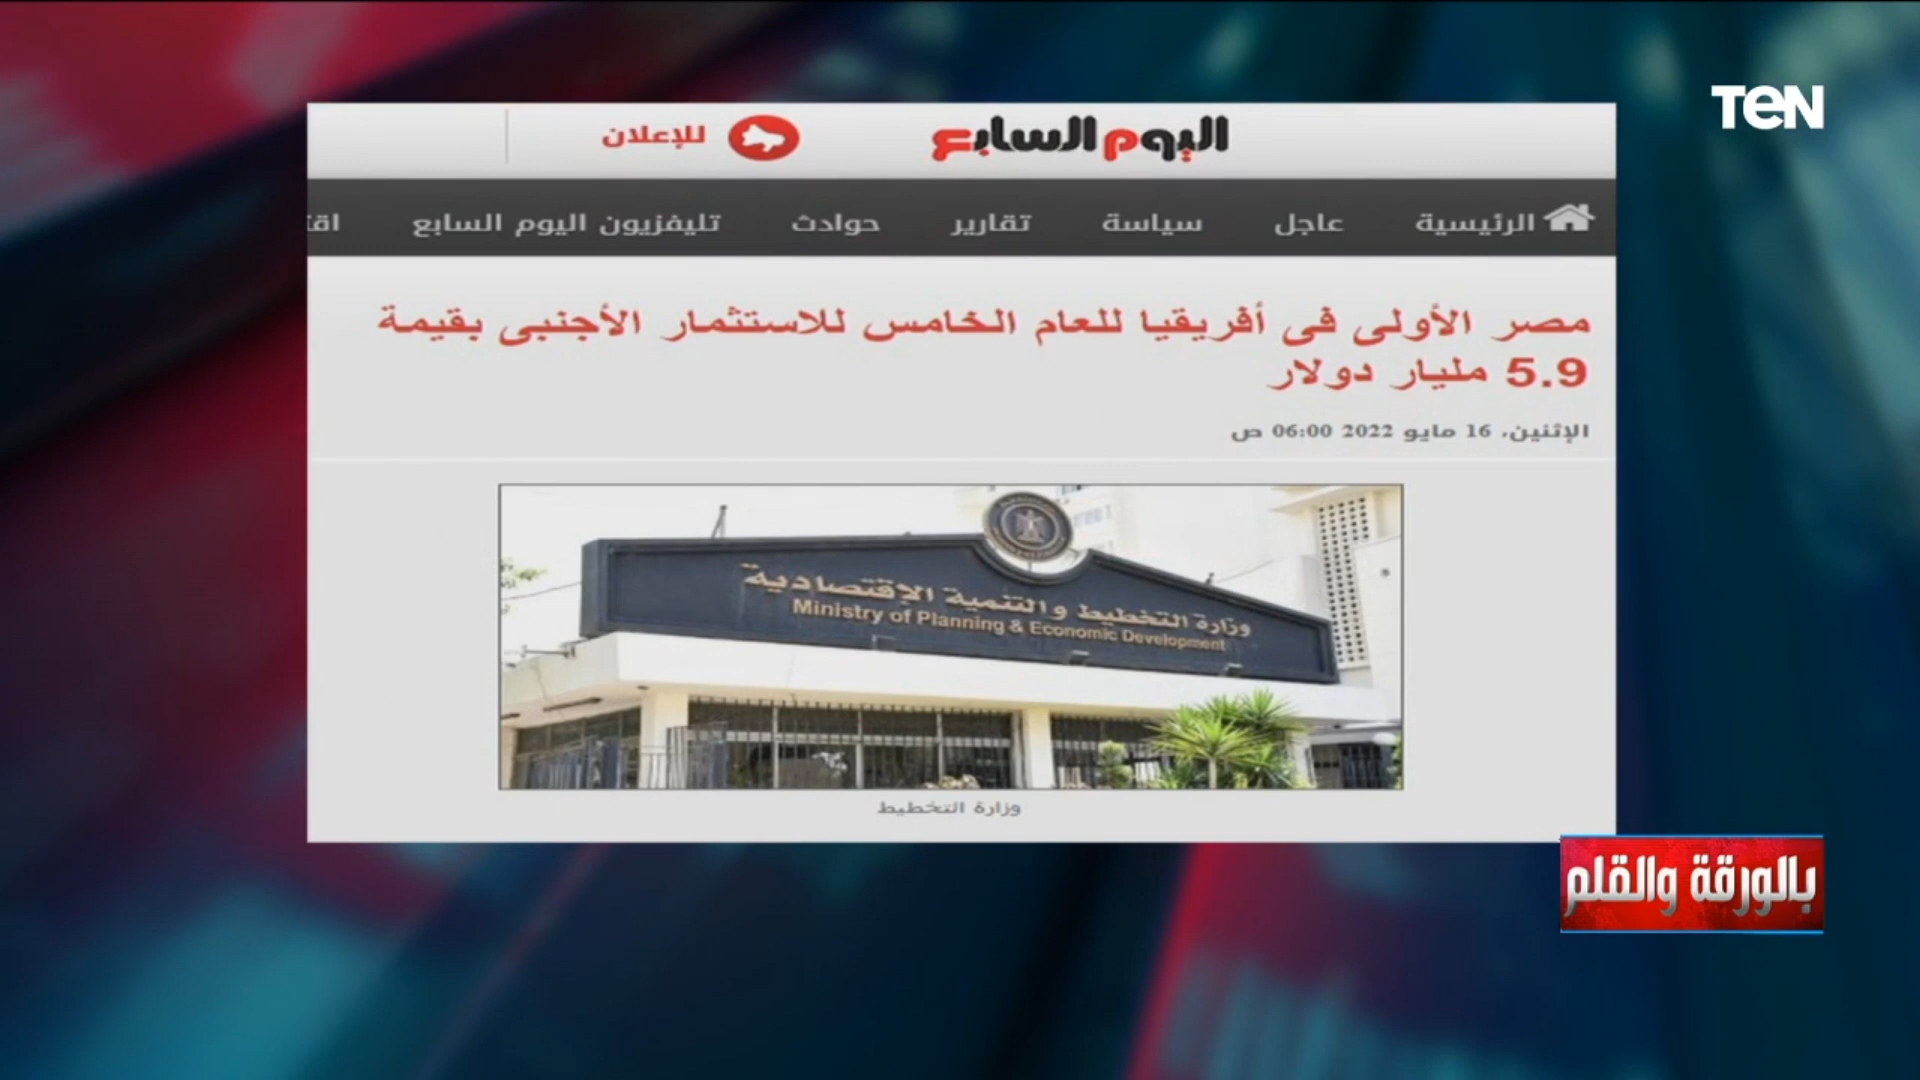 TeN
اليوم السابع
للإعلان
الرئيسية عاجل سياسة تقارير حوادث تليفزيون اليوم السابع
مصر الأولى فى أفريقيا للعام الخامس للاستثمار الأجنبى بقيمة
5.9 مليار دولار
الإثنين، 16 مايو 2022 06:00 ص
وزارة التخطيط والتنمية الإقتصادية
Ministry of Planning & Economic Development
وزارة التخطيط
بالورقة والقلم